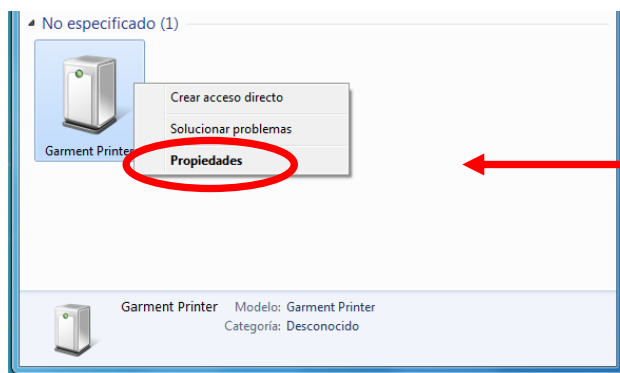 No especificado (1)
Crear acceso directo
Solucionar problemas
Garment Printer
Propiedades
Garment Printer Modelo: Garment Printer
Categoría: Desconocido